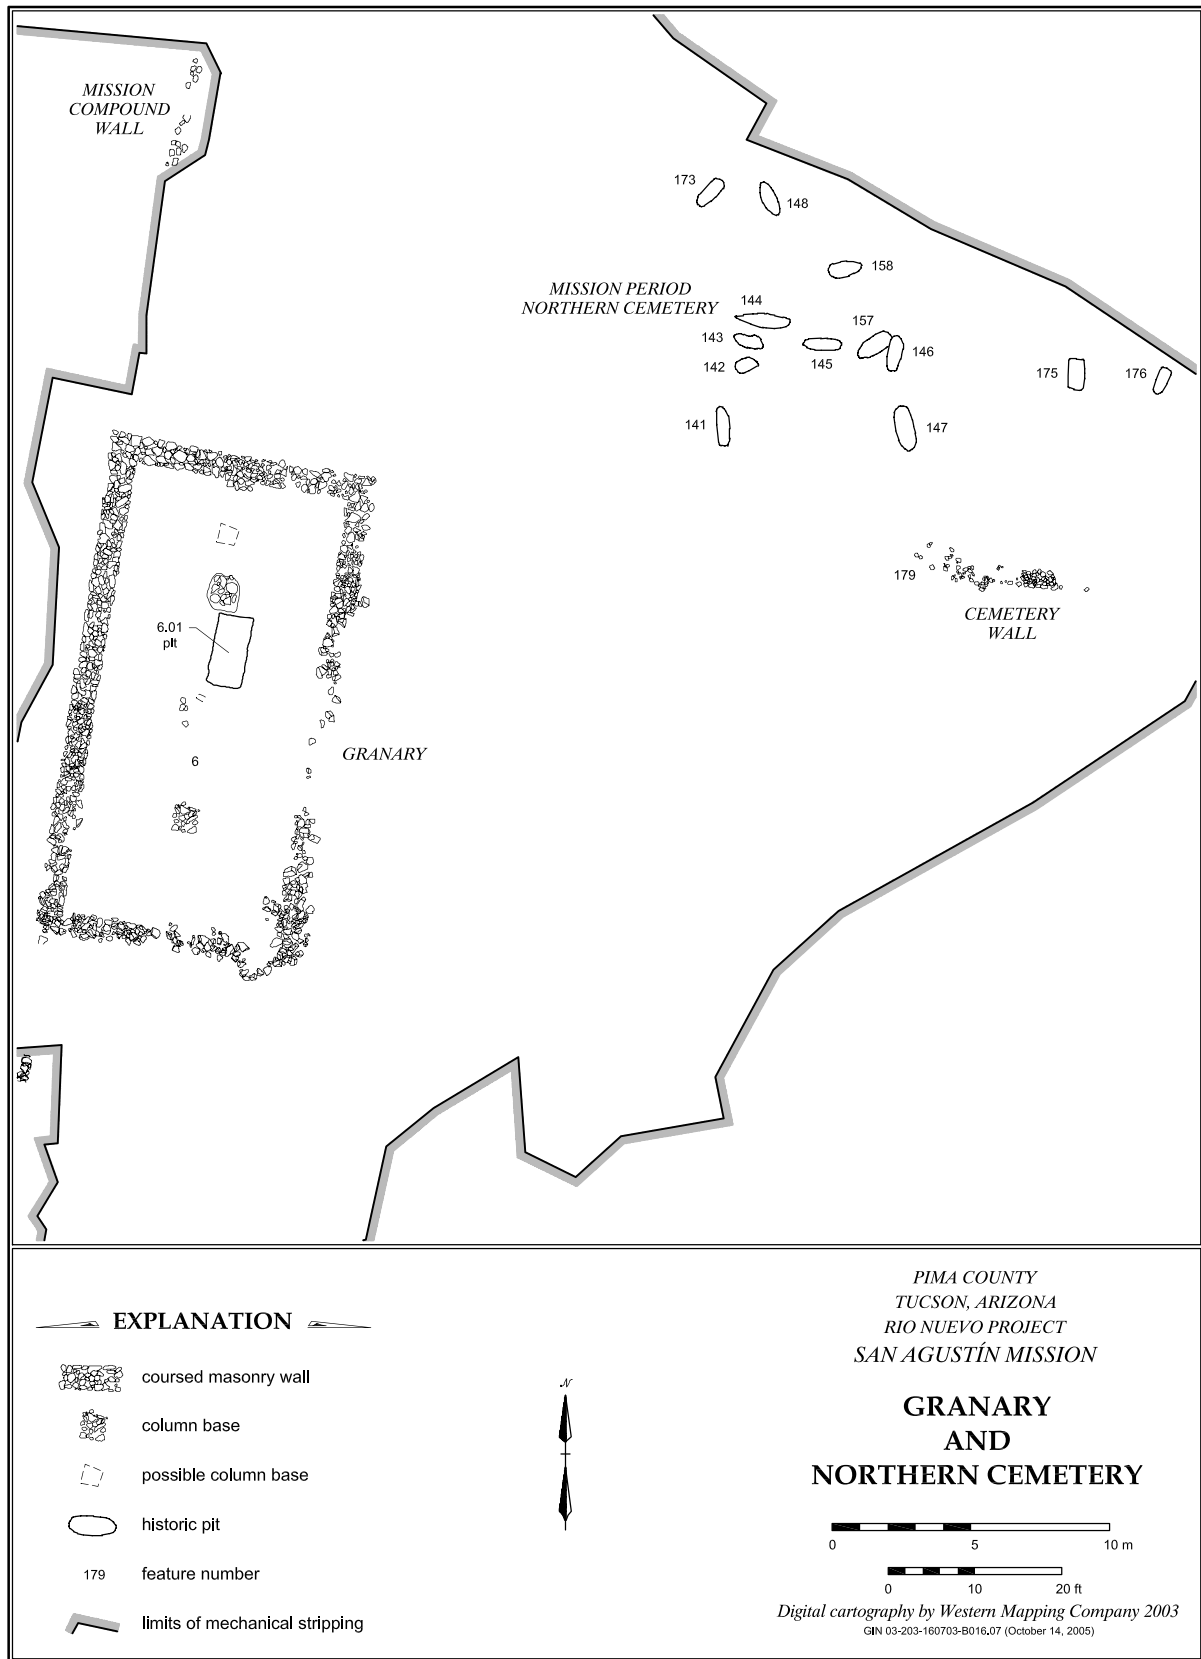 MISSION
COMPOUND
WALL
173
148
158
MISSION PERIOD
NORTHERN CEMETERY
144
157
143
146
142
145
175
176
141
147
179
CEMETERY
WALL
6.01
pit
GRANARY
6
EXPLANATION
coursed masonry wall
column base
possible column base
historic pit
179
feature number
limits of mechanical stripping
N
PIMA COUNTY
TUCSON, ARIZONA
RIO NUEVO PROJECT
SAN AGUSTÍN MISSION
GRANARY
AND
NORTHERN CEMETERY
0 5 10 m
0 10 20 ft
Digital cartography by Western Mapping Company 2003
GIN 03-203-160703-B016.07 (October 14, 2005)